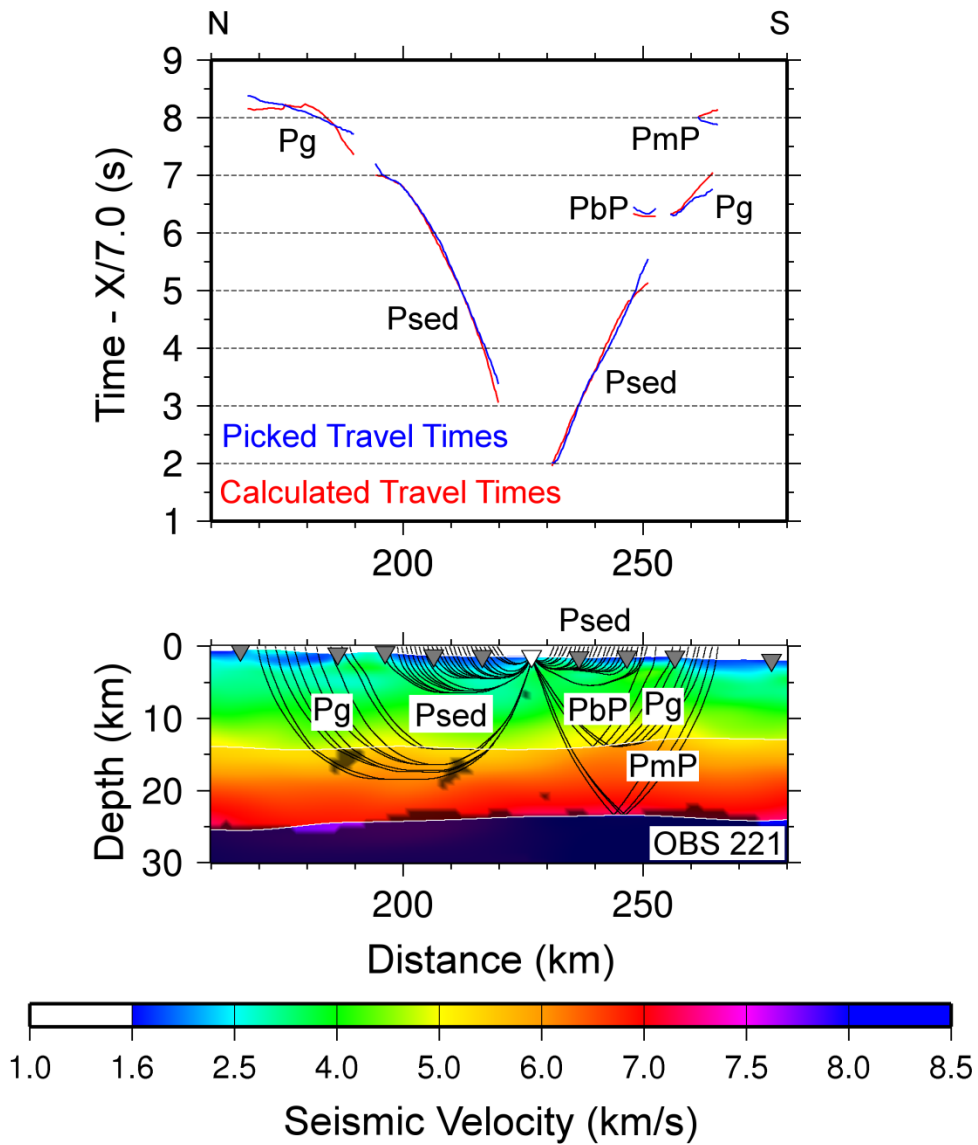 N S
9
8
7
6
5
4
3
2
1
Time - X/7.0 (s)
Pg
PmP
PbP
Pg
Psed
Psed
Picked Travel Times
Calculated Travel Times
200 250
Psed
0
10
20
30
Depth (km)
Pg Psed PbP Pg
PmP
OBS 221
200 250
Distance (km)
1.0 1.6 2.5 4.0 5.0 6.0 7.0 7.5 8.0 8.5
Seismic Velocity (km/s)